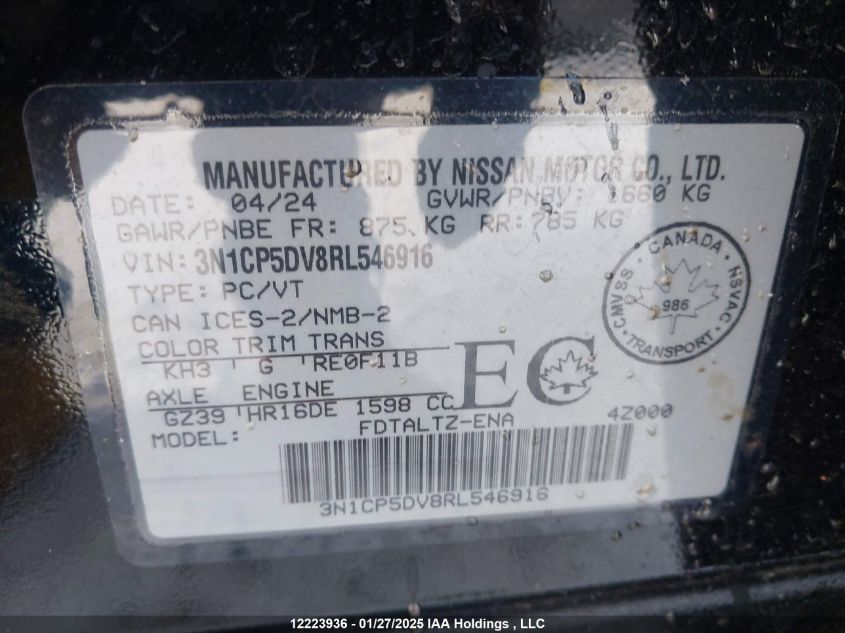 MANUFACTURED BY NISSAN MOTOR CO., LTD.
DATE: 04/24 GVWR/PNBV: 1660 KG
GAWR/PNBE FR: 875 KG RR: 785 KG
VIN: 3N1CP5DV8RL546916
TYPE: PC/VT
CAN ICES-2/NMB-2
COLOR TRIM TRANS
KH3 G RE0F11B
AXLE ENGINE
GZ39 HR16DE 1598 CC
MODEL: FDTALTZ-ENA 4Z000
EC
CANADA
CMVSS 986 NSVAC
TRANSPORT
3N1CP5DV8RL546916
12223936 - 01/27/2025 IAA Holdings , LLC